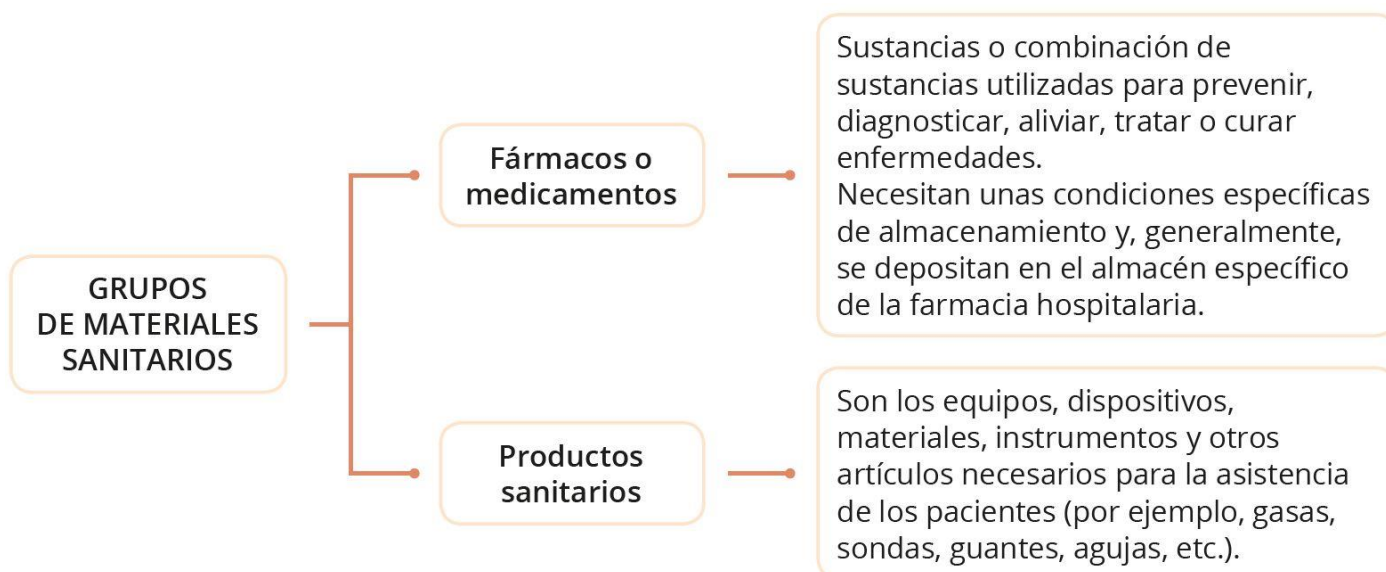 GRUPOS
DE MATERIALES
SANITARIOS
Fármacos o
medicamentos
Sustancias o combinación de
sustancias utilizadas para prevenir,
diagnosticar, aliviar, tratar o curar
enfermedades.
Necesitan unas condiciones específicas
de almacenamiento y, generalmente,
se depositan en el almacén específico
de la farmacia hospitalaria.
Productos
sanitarios
Son los equipos, dispositivos,
materiales, instrumentos y otros
artículos necesarios para la asistencia
de los pacientes (por ejemplo, gasas,
sondas, guantes, agujas, etc.).